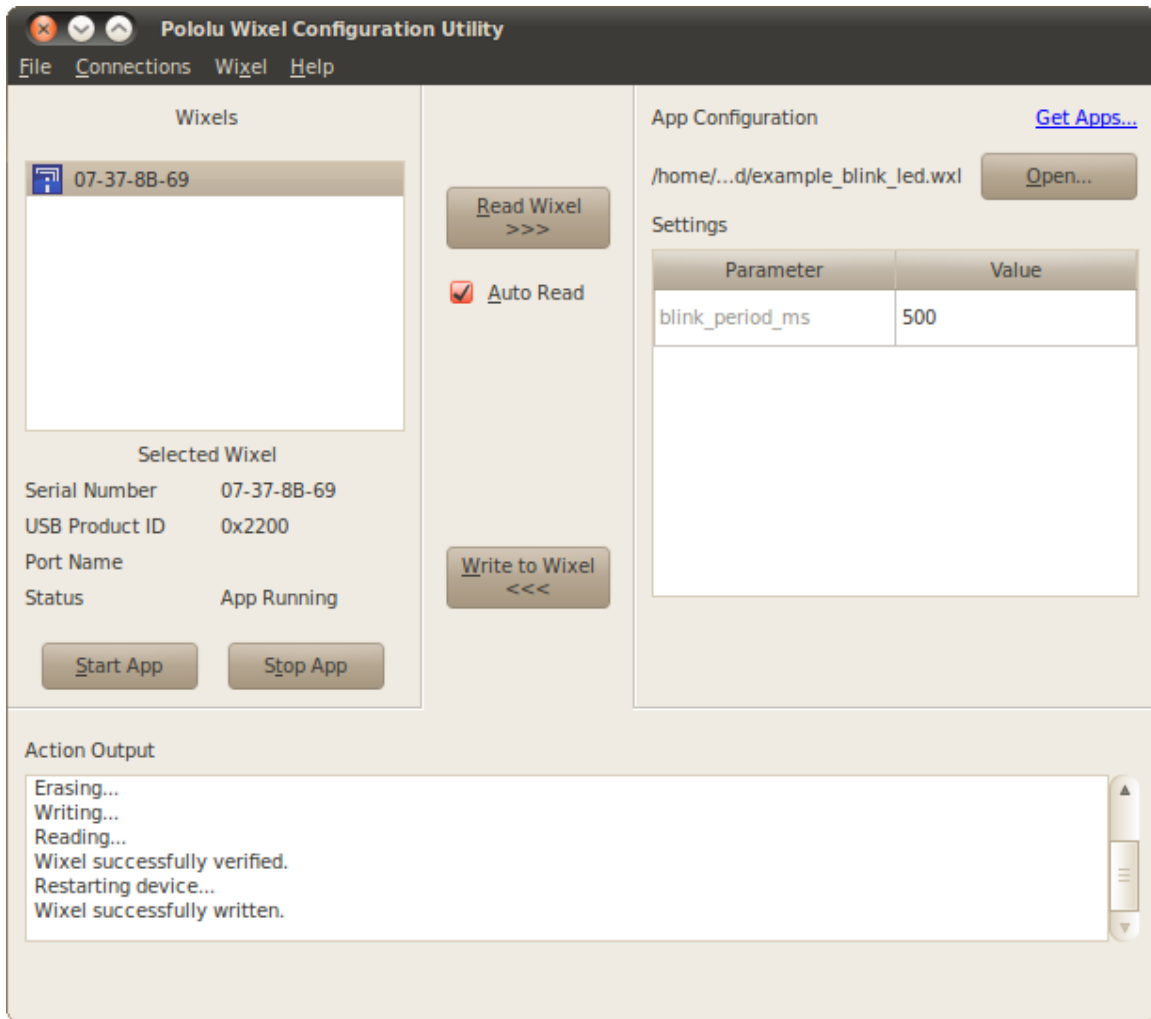 Pololu Wixel Configuration Utility
File Connections Wixel Help
Wixels
07-37-8B-69
Selected Wixel
Serial Number 07-37-8B-69
USB Product ID 0x2200
Port Name
Status App Running
Start App Stop App
Read Wixel
>>>
Auto Read
Write to Wixel
<<<
App Configuration Get Apps...
/home/...d/example_blink_led.wxl Open...
Settings
Parameter Value
blink_period_ms 500
Action Output
Erasing...
Writing...
Reading...
Wixel successfully verified.
Restarting device...
Wixel successfully written.